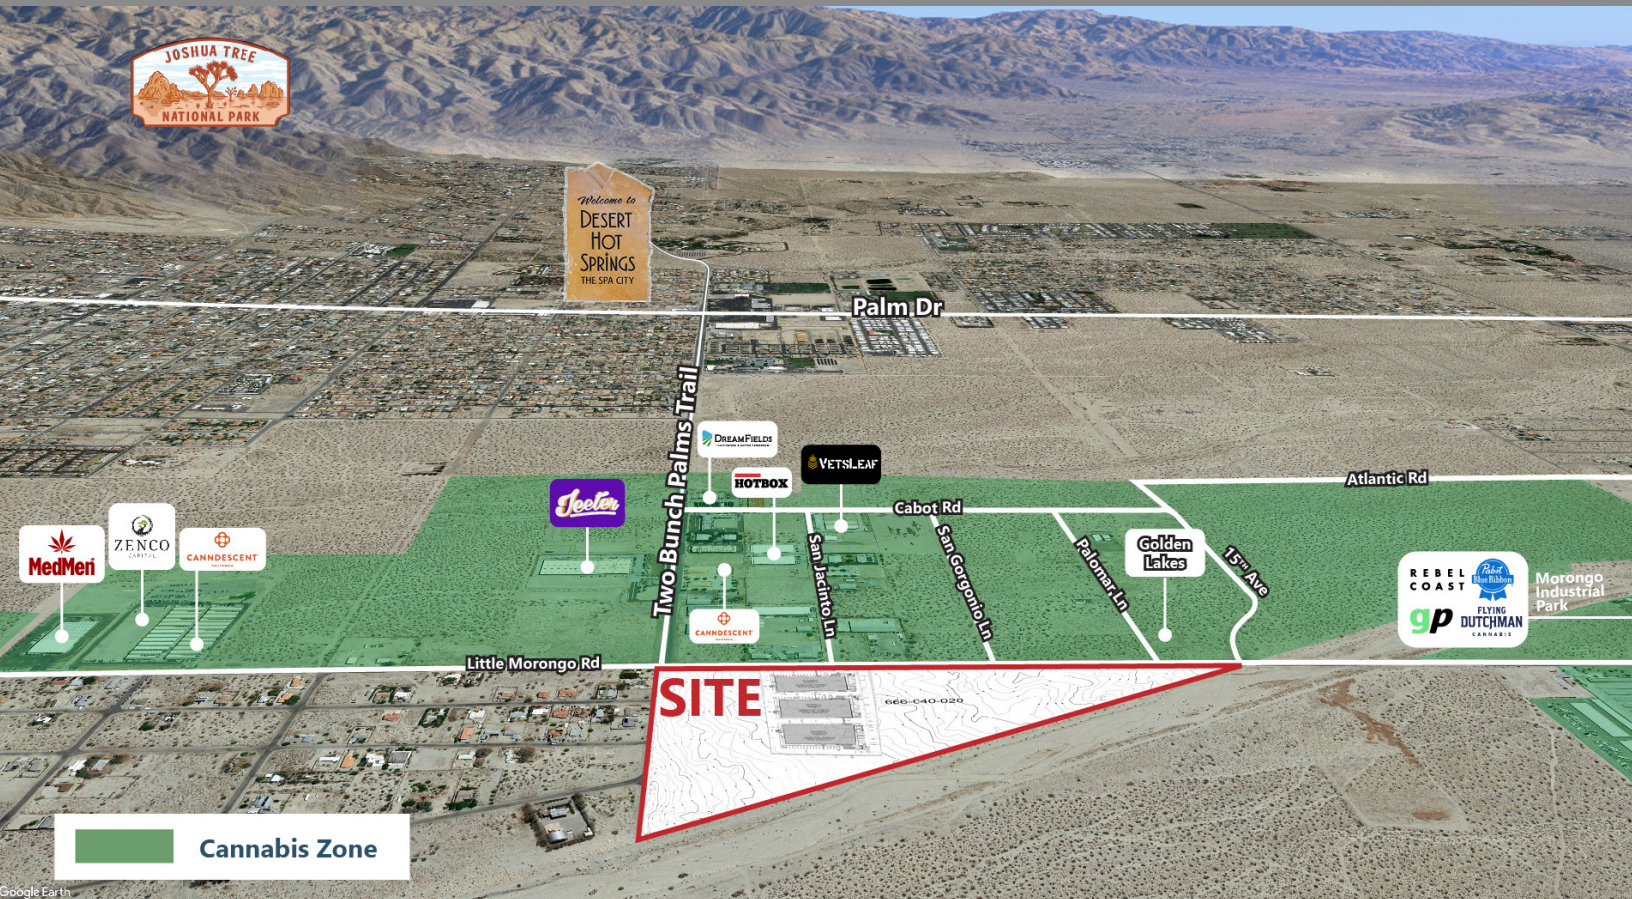 JOSHUA TREE
NATIONAL PARK
Welcome to
DESERT
HOT
SPRINGS
THE SPA CITY
Palm Dr
Two Bunch Palms Trail
DREAMFIELDS
VETSLEAF
HOTBOX
Jeeter
Atlantic Rd
Cabot Rd
MedMen
ZENCO
CAPITAL
CANNDESCENT
CALIFORNIA
San Jacinto Ln
San Gorgonio Ln
Palomar Ln
Golden
Lakes
15TH Ave
REBEL
COAST
Pabst
Blue Ribbon
gp
FLYING
DUTCHMAN
CANNABIS
Morongo
Industrial
Park
CANNDESCENT
Little Morongo Rd
SITE
666-040-020
Cannabis Zone
Google Earth